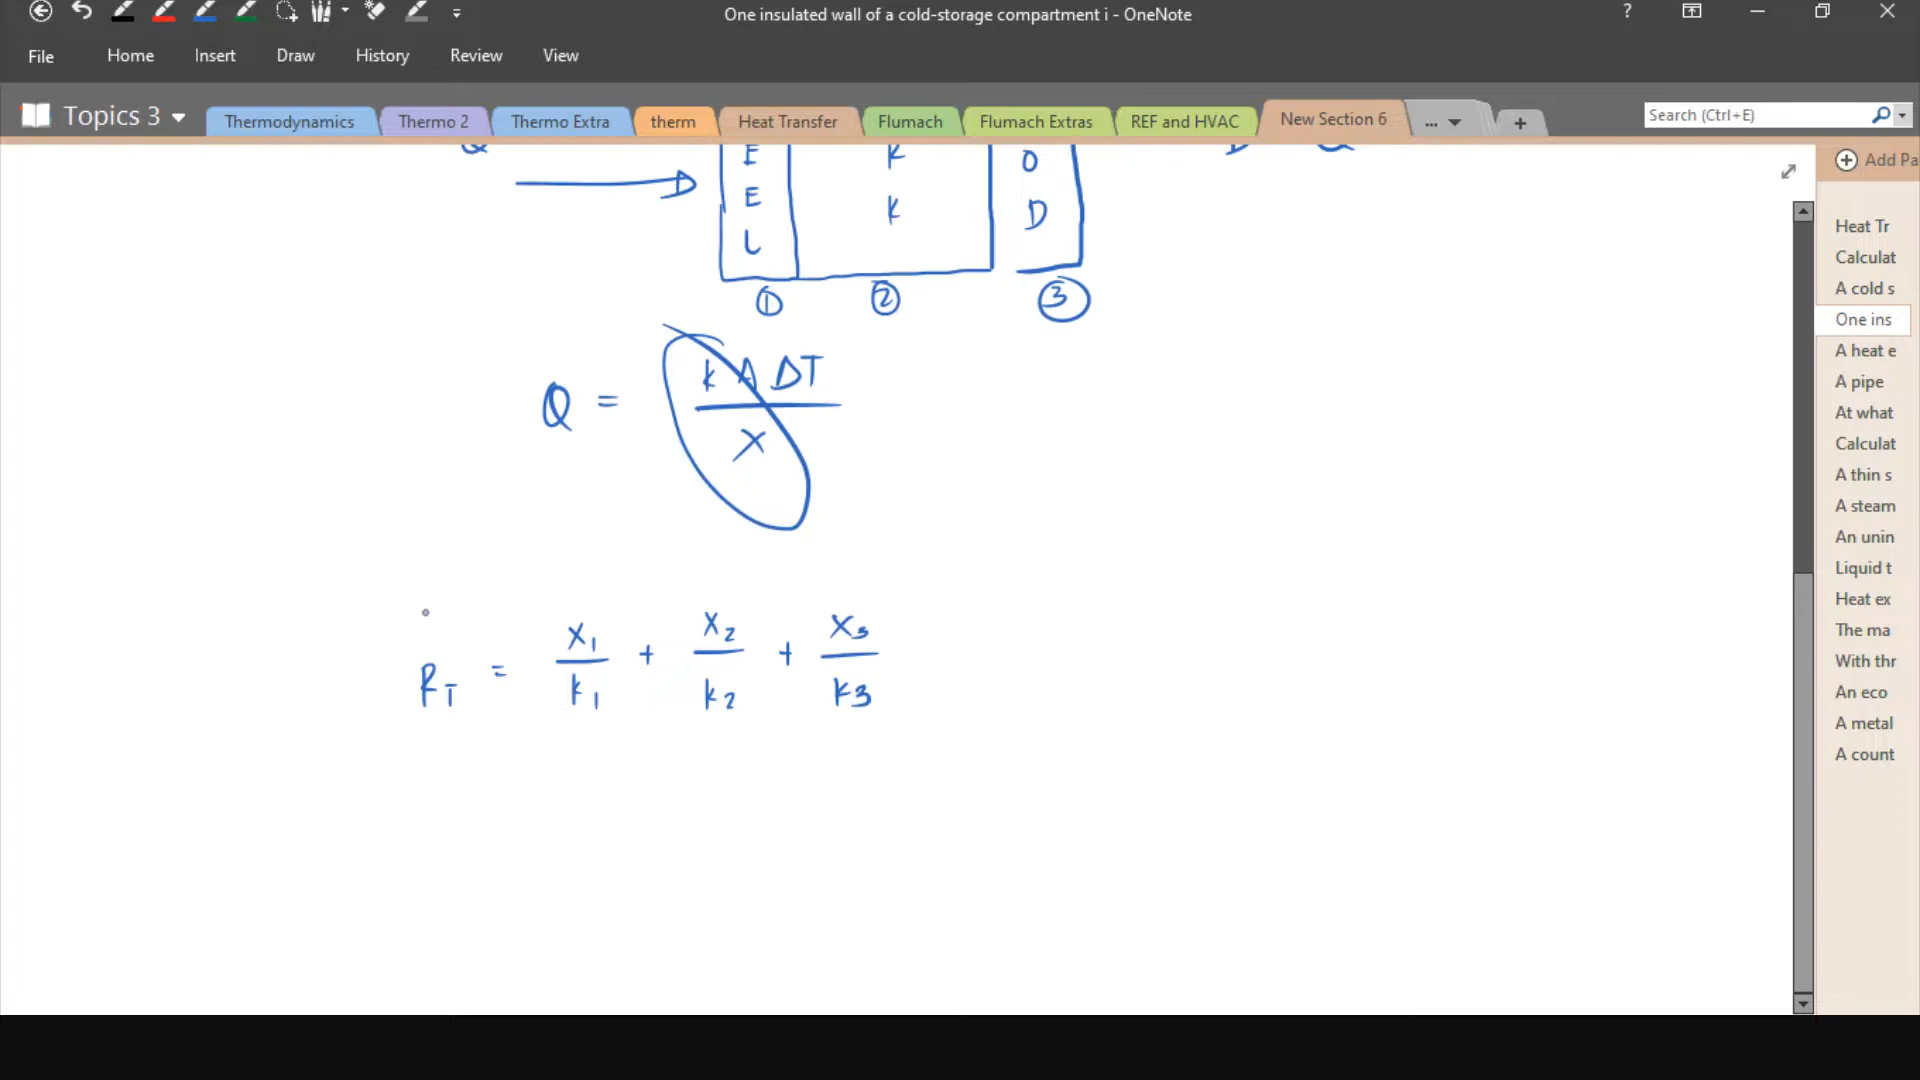 One insulated wall of a cold-storage compartment i - OneNote
?
File Home Insert Draw History Review View
Topics 3
Thermodynamics Thermo 2 Thermo Extra therm Heat Transfer Flumach Flumach Extras REF and HVAC New Section 6 ... +
Search (Ctrl+E)
Add Pa
Heat Tr
Calculat
A cold s
One ins
A heat e
A pipe
At what
Calculat
A thin s
A steam
An unin
Liquid t
Heat ex
The ma
With thr
An eco
A metal
A count
E R O
E K D
L
① ② ③
Q = k A ΔT
X
R_T = X₁ + X₂ + X₃
k₁ k₂ k₃